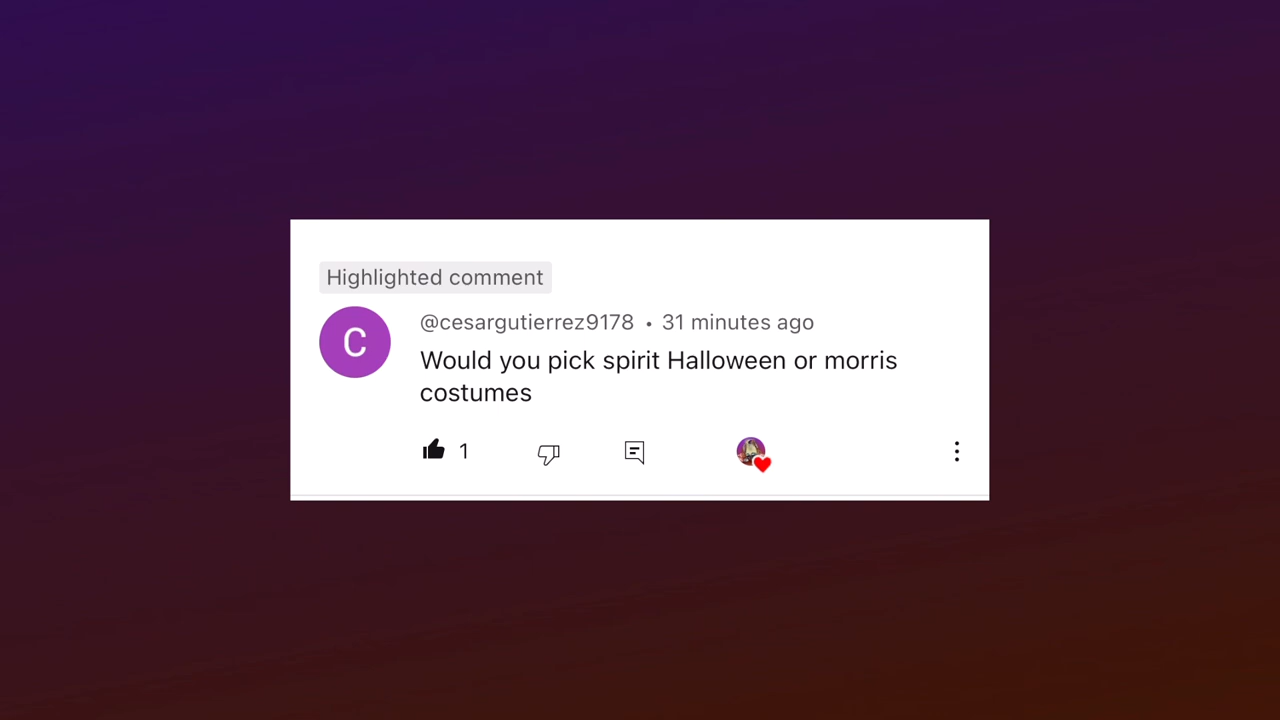 Highlighted comment
C
@cesargutierrez9178 • 31 minutes ago
Would you pick spirit Halloween or morris
costumes
1